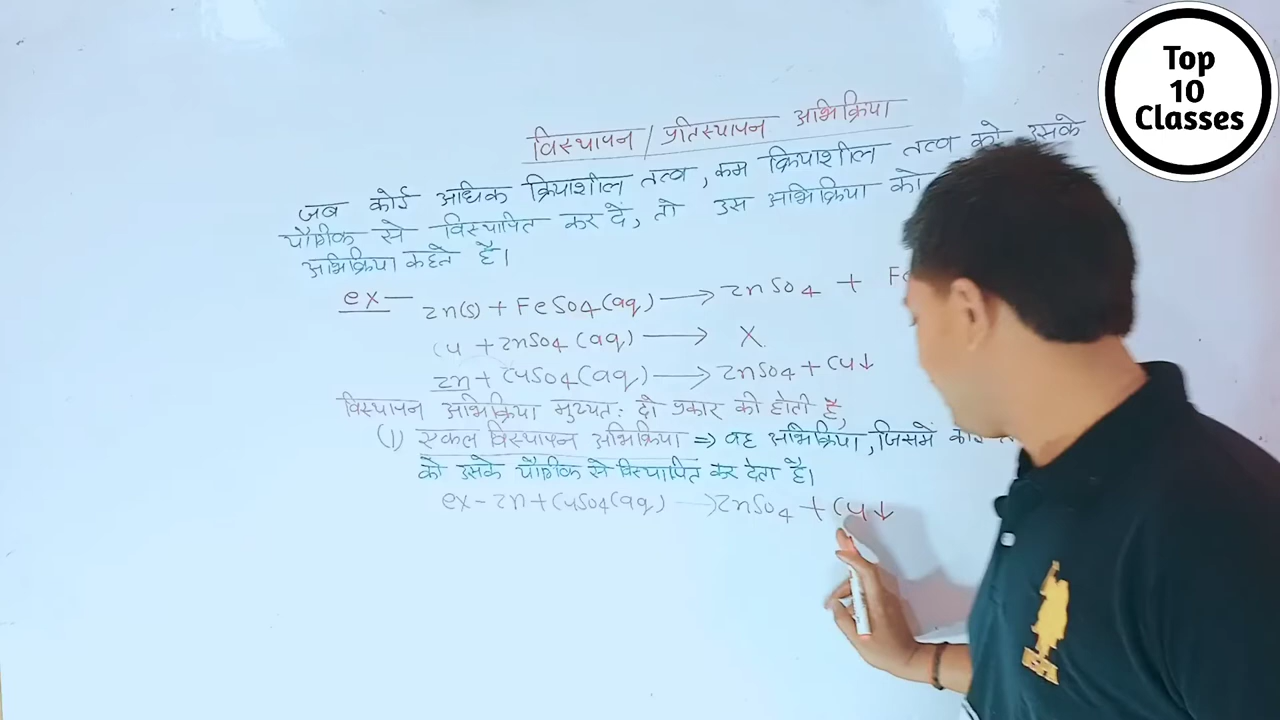 Top
10
Classes
विस्थापन / प्रतिस्थापन अभिक्रिया
जब कोई अधिक क्रियाशील तत्व, कम क्रियाशील तत्व को उसके
यौगिक से विस्थापित कर दें, तो उस अभिक्रिया को
अभिक्रिया कहते है।
ex— Zn(s) + FeSO4(aq) ⟶ ZnSO4 + Fe
Cu + ZnSO4(aq) ⟶ X
Zn + CuSO4(aq) ⟶ ZnSO4 + Cu↓
विस्थापन अभिक्रिया मुख्यत: दो प्रकार की होती है,
(1) एकल विस्थापन अभिक्रिया ⇒ वह अभिक्रिया, जिसमें
को उसके यौगिक से विस्थापित कर देता है।
ex- Zn + CuSO4(aq) ⟶ ZnSO4 + Cu↓